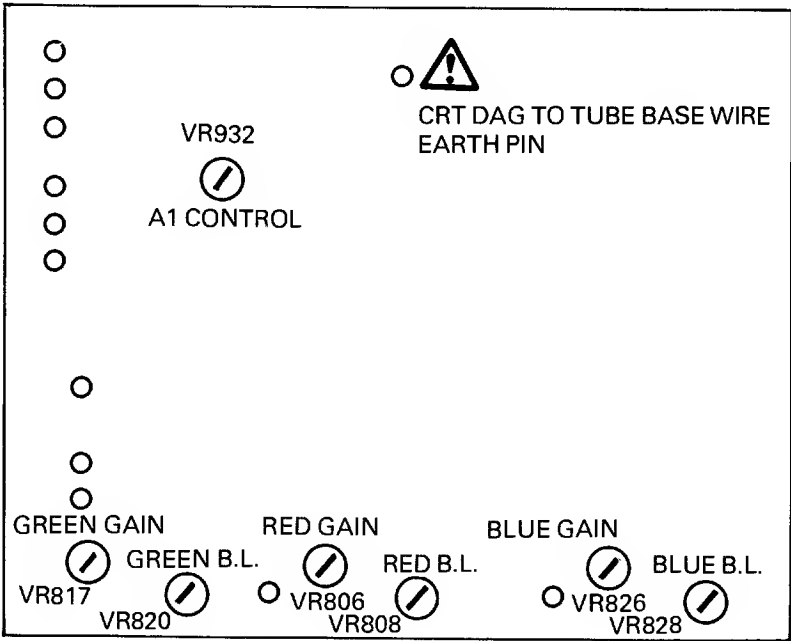 CRT DAG TO TUBE BASE WIRE
EARTH PIN
VR932
A1 CONTROL
GREEN GAIN
RED GAIN
BLUE GAIN
GREEN B.L.
RED B.L.
BLUE B.L.
VR817
VR820
VR806
VR808
VR826
VR828